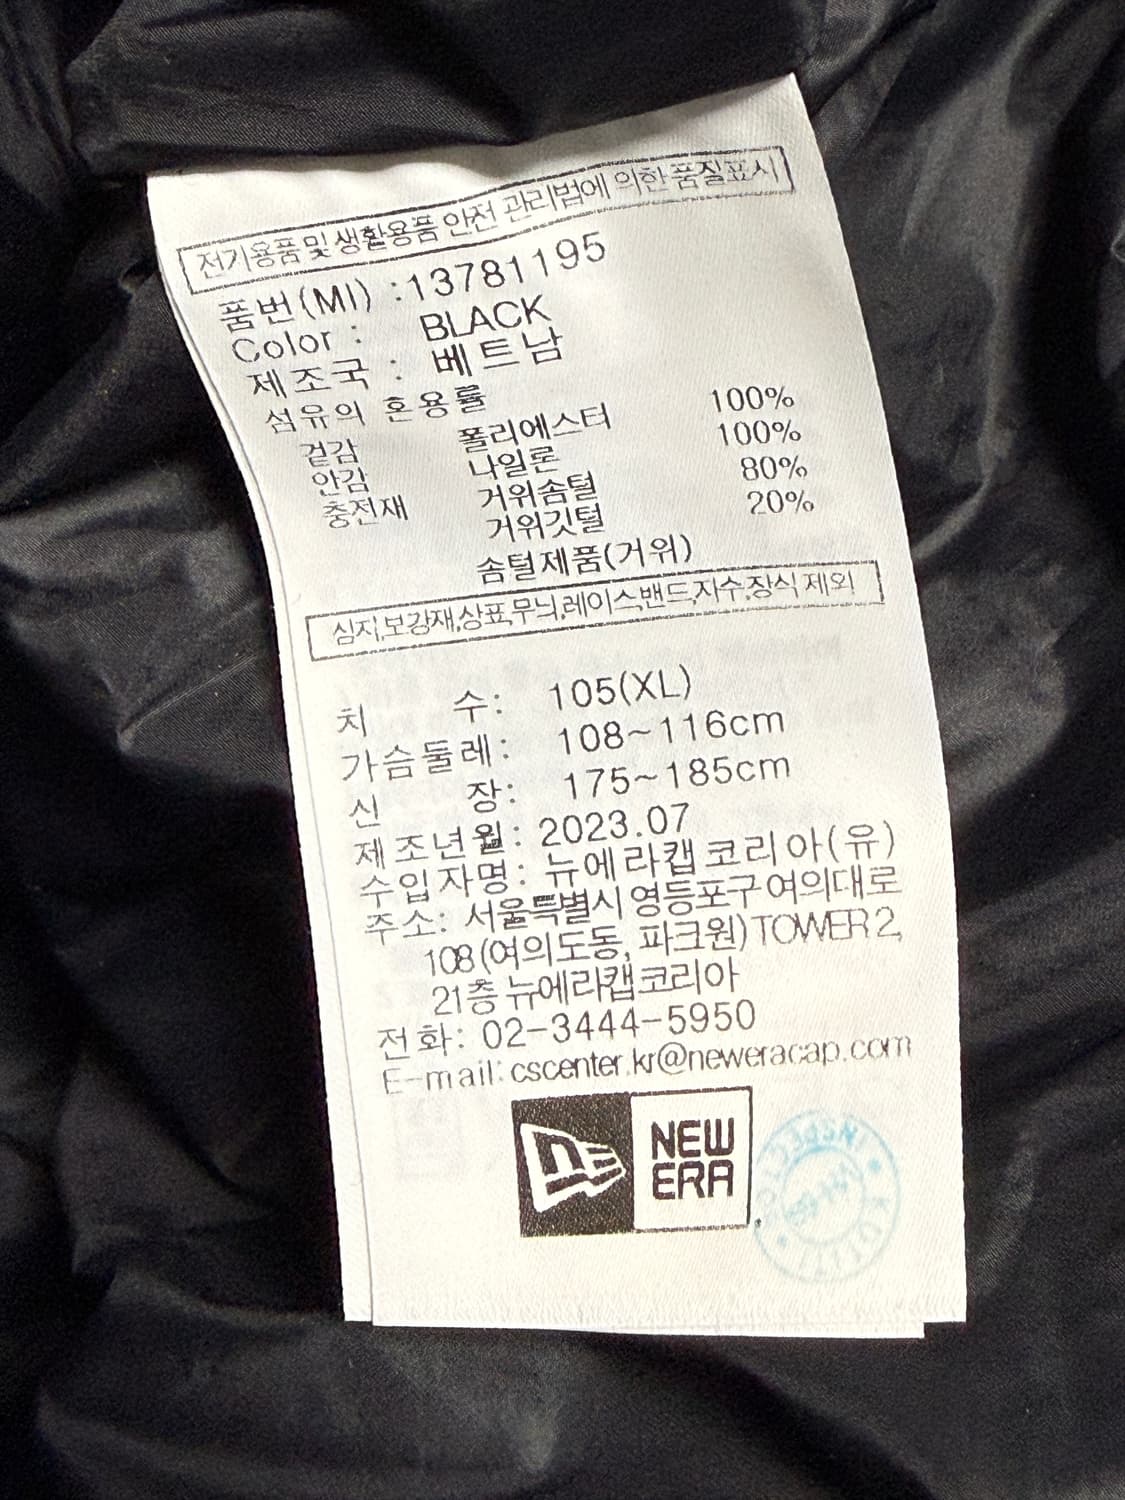 전기용품 및 생활용품 안전 관리법에 의한 품질표시
품번(MI) :13781195
Color : BLACK
제조국 : 베트남
섬유의 혼용률
겉감 폴리에스터 100%
안감 나일론 100%
충전재 거위솜털 80%
거위깃털 20%
솜털제품(거위)
심지,보강재,상표,무늬,레이스,밴드,자수,장식 제외
치 수: 105(XL)
가슴둘레: 108~116cm
신 장: 175~185cm
제조년월: 2023.07
수입자명: 뉴에라캡 코리아(유)
주소: 서울특별시 영등포구 여의대로
108 (여의도동, 파크원) TOWER 2,
21층 뉴에라캡코리아
전화: 02-3444-5950
E-mail: cscenter.kr@neweracap.com
NEW
ERA
INSPECTOR
KOTITI